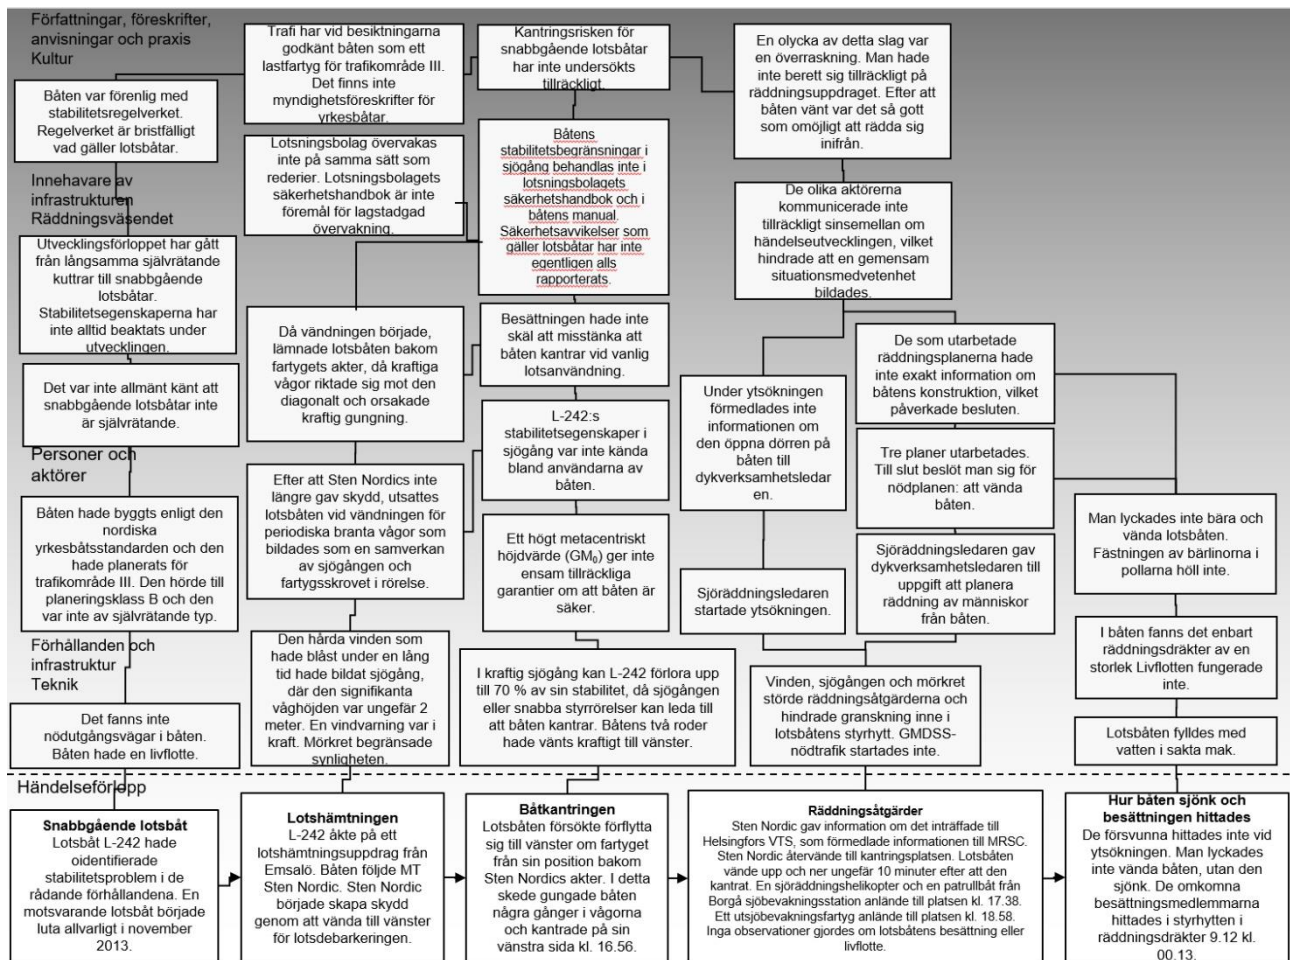 Författningar, föreskrifter,
anvisningar och praxis
Kultur
Båten var förenlig med
stabilitetsregelverket.
Regelverket är bristfälligt
vad gäller lotsbåtar.
Trafi har vid besiktningarna
godkänt båten som ett
lastfartyg för trafikområde III.
Det finns inte
myndighetsföreskrifter för
yrkesbåtar.
Kantringsrisken för
snabbgående lotsbåtar
har inte undersökts
tillräckligt.
En olycka av detta slag var
en överraskning. Man hade
inte berett sig tillräckligt på
räddningsuppdraget. Efter att
båten vänt var det så gott
som omöjligt att rädda sig
inifrån.
Lotsningsbolag övervakas
inte på samma sätt som
rederier. Lotsningsbolagets
säkerhetshandbok är inte
föremål för lagstadgad
övervakning.
Båtens
stabilitetsbegränsningar i
sjögång behandlas inte i
lotsningsbolagets
säkerhetshandbok och i
båtens manual.
Säkerhetsavvikelser som
gäller lotsbåtar har inte
egentligen alls
rapporterats.
Innehavare av
infrastrukturen
Räddningsväsendet
De olika aktörerna
kommunicerade inte
tillräckligt sinsemellan om
händelseutvecklingen, vilket
hindrade att en gemensam
situationsmedvetenhet
bildades.
Utvecklingsförloppet har gått
från långsamma självrätande
kuttrar till snabbgående
lotsbåtar.
Stabilitetsegenskaperna har
inte alltid beaktats under
utvecklingen.
Då vändningen började,
lämnade lotsbåten bakom
fartygets akter, då kraftiga
vågor riktade sig mot den
diagonalt och orsakade
kraftig gungning.
Besättningen hade inte
skäl att misstänka att
båten kantrar vid vanlig
lotsanvändning.
De som utarbetade
räddningsplanerna hade
inte exakt information om
båtens konstruktion, vilket
påverkade besluten.
Det var inte allmänt känt att
snabbgående lotsbåtar inte
är självrätande.
Under ytsökningen
förmedlades inte
informationen om
den öppna dörren på
båten till
dykverksamhetsledar
en.
L-242:s
stabilitetsegenskaper i
sjögång var inte kända
bland användarna av
båten.
Tre planer utarbetades.
Till slut beslöt man sig för
nödplanen: att vända
båten.
Personer och
aktörer
Båten hade byggts enligt den
nordiska
yrkesbåtsstandarden och den
hade planerats för
trafikområde III. Den hörde till
planeringsklass B och den
var inte av självrätande typ.
Efter att Sten Nordics inte
längre gav skydd, utsattes
lotsbåten vid vändningen för
periodiska branta vågor som
bildades som en samverkan
av sjögången och
fartygsskrovet i rörelse.
Ett högt metacentriskt
höjdvärde (GM₀) ger inte
ensam tillräckliga
garantier om att båten är
säker.
Sjöräddningsledaren
startade ytsökningen.
Sjöräddningsledaren gav
dykverksamhetsledaren till
uppgift att planera
räddning av människor
från båten.
Man lyckades inte bära och
vända lotsbåten.
Fästningen av bärlinorna i
pollarna höll inte.
Förhållanden och
infrastruktur
Teknik
Det fanns inte
nödutgångsvägar i båten.
Båten hade en livflotte.
Den hårda vinden som
hade blåst under en lång
tid hade bildat sjögång,
där den signifikanta
våghöjden var ungefär 2
meter. En vindvarning var i
kraft. Mörkret begränsade
synligheten.
I kraftig sjögång kan L-242 förlora upp
till 70 % av sin stabilitet, då sjögången
eller snabba styrrörelser kan leda till
att båten kantrar. Båtens två roder
hade vänts kraftigt till vänster.
Vinden, sjögången och mörkret
störde räddningsåtgärderna och
hindrade granskning inne i
lotsbåtens styrhytt. GMDSS-
nödtrafik startades inte.
I båten fanns det enbart
räddningsdräkter av en
storlek Livflotten fungerade
inte.
Lotsbåten fylldes med
vatten i sakta mak.
Händelseförlopp
Snabbgående lotsbåt
Lotsbåt L-242 hade
oidentifierade
stabilitetsproblem i de
rådande förhållandena. En
motsvarande lotsbåt började
luta allvarligt i november
2013.
Lotshämtningen
L-242 åkte på ett
lotshämtningsuppdrag från
Emsalö. Båten följde MT
Sten Nordic. Sten Nordic
började skapa skydd
genom att vända till vänster
för lotsdebarkeringen.
Båtkantringen
Lotsbåten försökte förflytta
sig till vänster om fartyget
från sin position bakom
Sten Nordics akter. I detta
skede gungade båten
några gånger i vågorna
och kantrade på sin
vänstra sida kl. 16.56.
Räddningsåtgärder
Sten Nordic gav information om det inträffade till
Helsingfors VTS, som förmedlade informationen till MRSC.
Sten Nordic återvände till kantringsplatsen. Lotsbåten
vände upp och ner ungefär 10 minuter efter att den
kantrat. En sjöräddningshelikopter och en patrullbåt från
Borgå sjöbevakningsstation anlände till platsen kl. 17.38.
Ett utsjöbevakningsfartyg anlände till platsen kl. 18.58.
Inga observationer gjordes om lotsbåtens besättning eller
livflotte.
Hur båten sjönk och
besättningen hittades
De försvunna hittades inte vid
ytsökningen. Man lyckades
inte vända båten, utan den
sjönk. De omkomna
besättningsmedlemmarna
hittades i styrhytten i
räddningsdräkter 9.12 kl.
00.13.